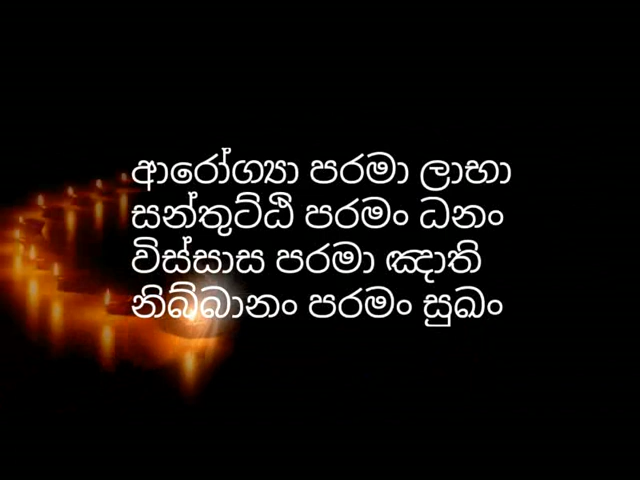 ආරෝග්‍යා පරමා ලාභා
සන්තුට්ඨි පරමං ධනං
විස්සාස පරමා ඤාති
නිබ්බානං පරමං සුඛං